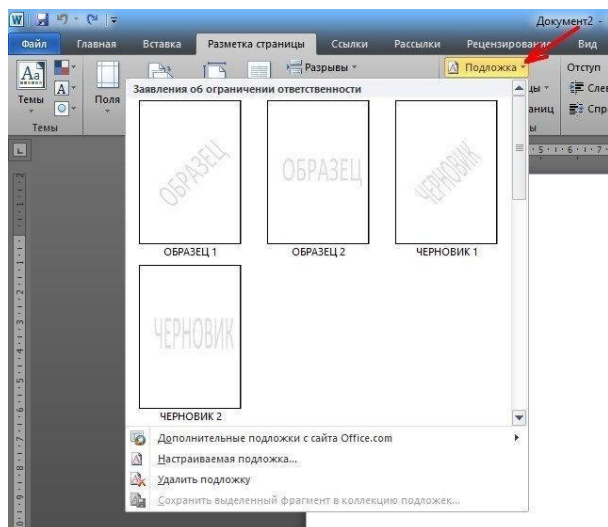 Документ2 -
Файл Главная Вставка Разметка страницы Ссылки Рассылки Рецензирование Вид
Разрывы
Подложка
Отступ
Темы
Поля
Темы
Заявления об ограничении ответственности
ОБРАЗЕЦ
ОБРАЗЕЦ
ЧЕРНОВИК
ОБРАЗЕЦ 1
ОБРАЗЕЦ 2
ЧЕРНОВИК 1
ЧЕРНОВИК
ЧЕРНОВИК 2
Дополнительные подложки с сайта Office.com
Настраиваемая подложка...
Удалить подложку
Сохранить выделенный фрагмент в коллекцию подложек...